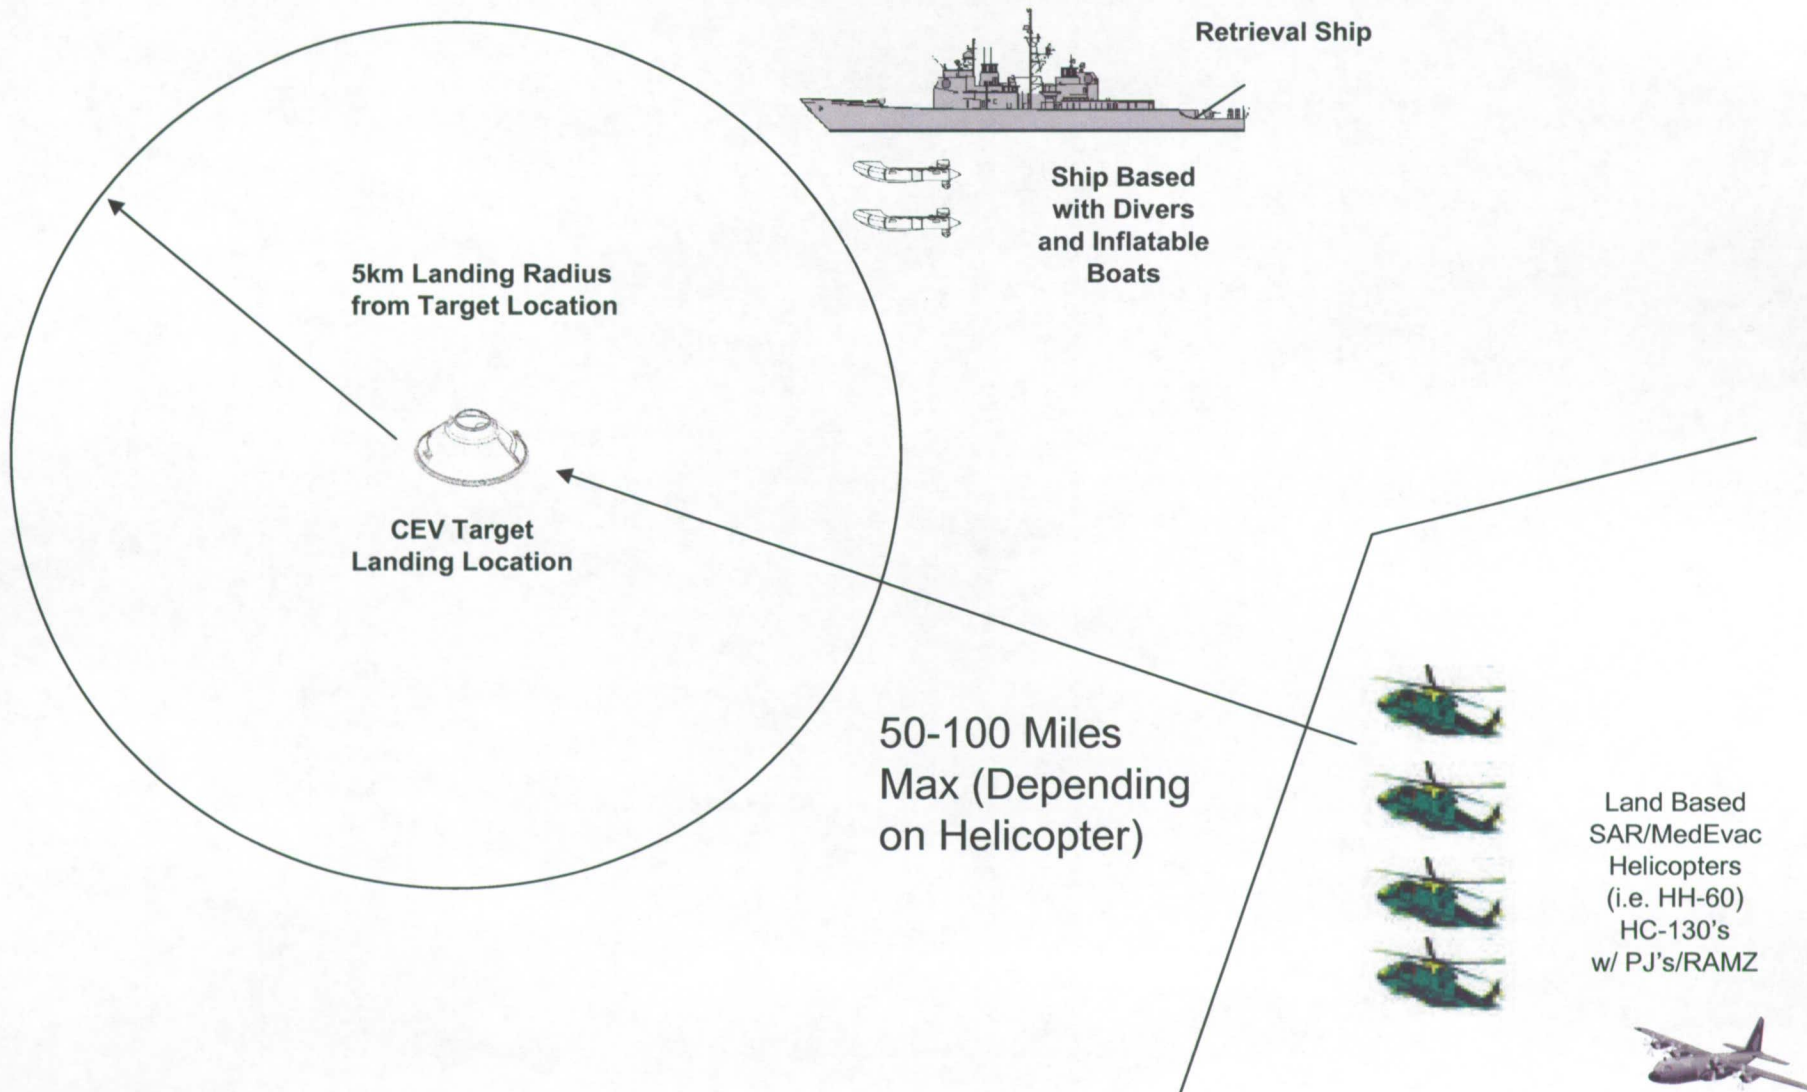 Retrieval Ship
Ship Based
with Divers
and Inflatable
Boats
5km Landing Radius
from Target Location
CEV Target
Landing Location
50-100 Miles
Max (Depending
on Helicopter)
Land Based
SAR/MedEvac
Helicopters
(i.e. HH-60)
HC-130's
w/ PJ's/RAMZ